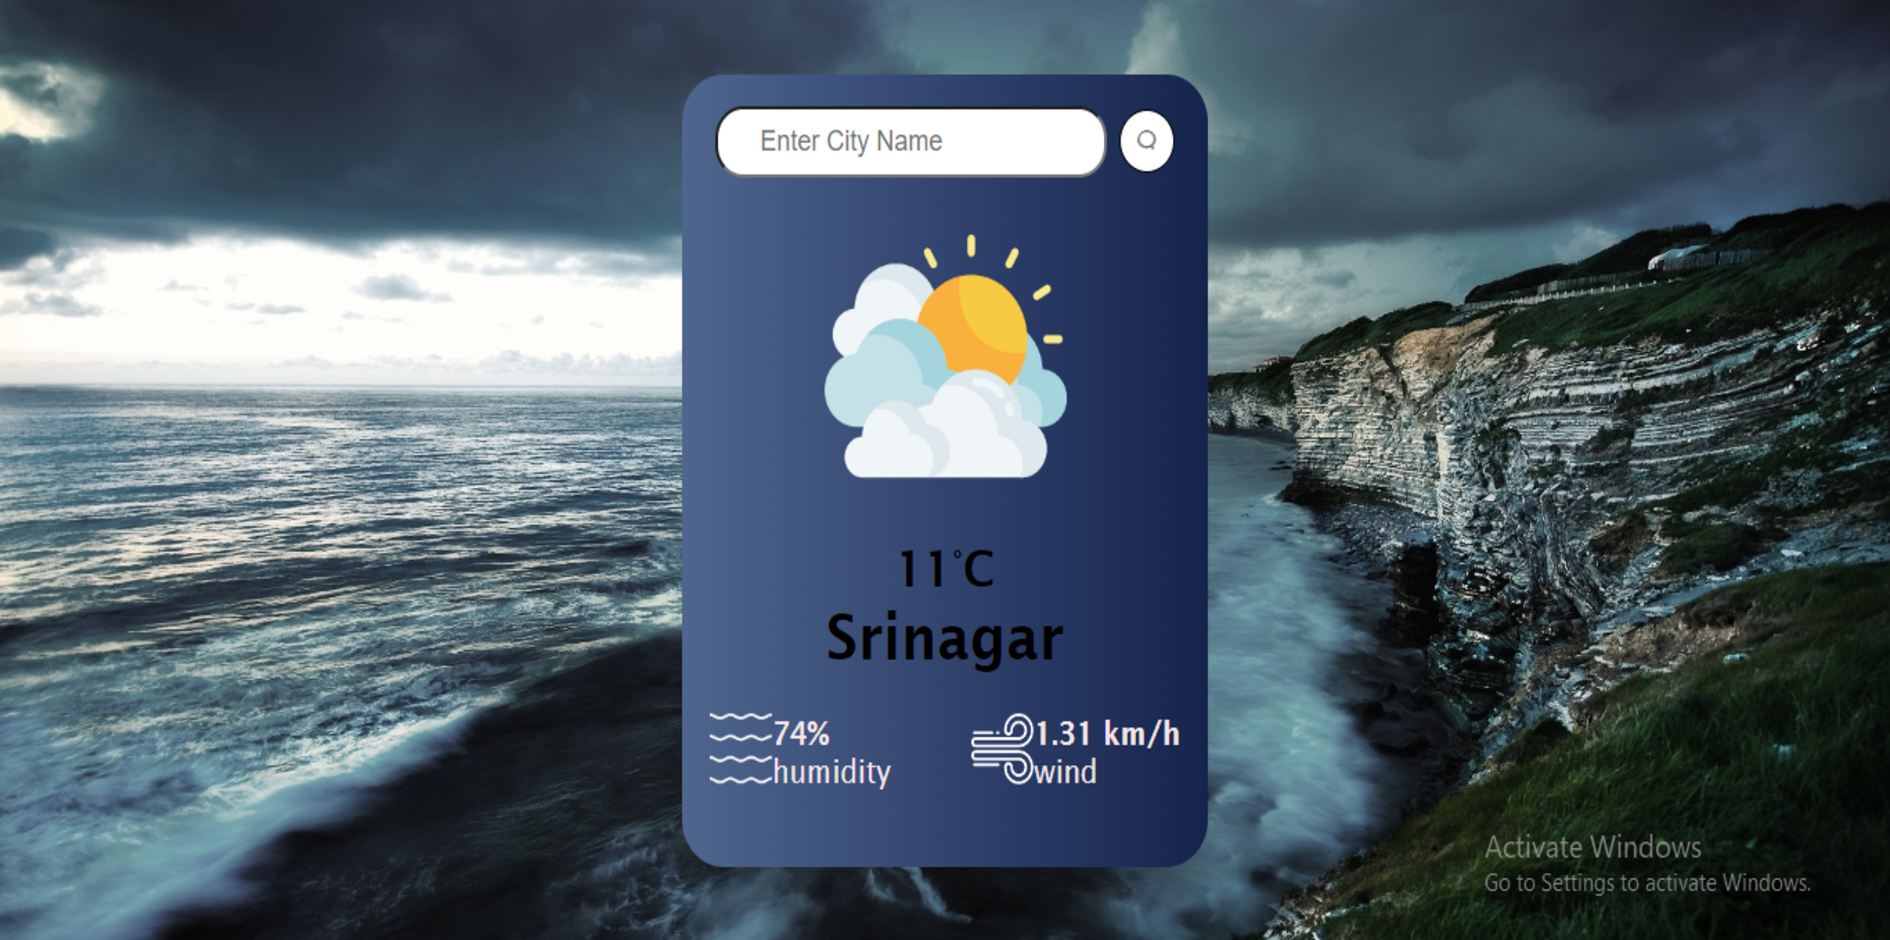 Enter City Name
11°C
Srinagar
74%
humidity
1.31 km/h
wind
Activate Windows
Go to Settings to activate Windows.